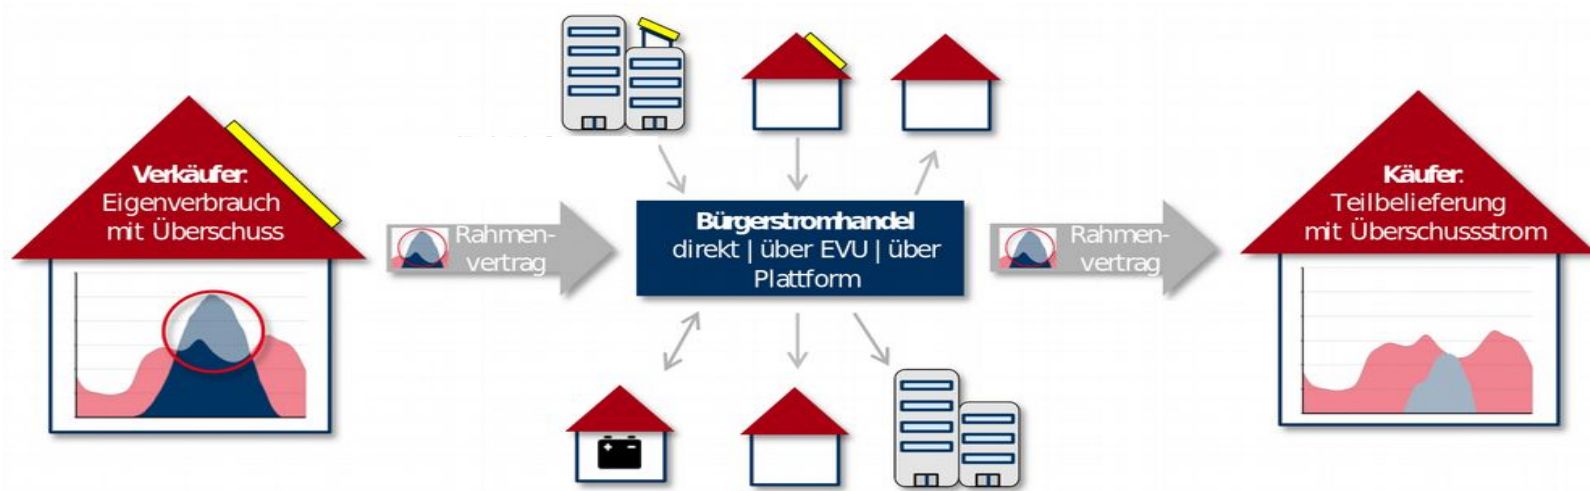 Verkäufer:
Eigenverbrauch
mit Überschuss
Rahmen-
vertrag
Bürgerstromhandel
direkt | über EVU | über
Plattform
Rahmen-
vertrag
Käufer:
Teilbelieferung
mit Überschussstrom